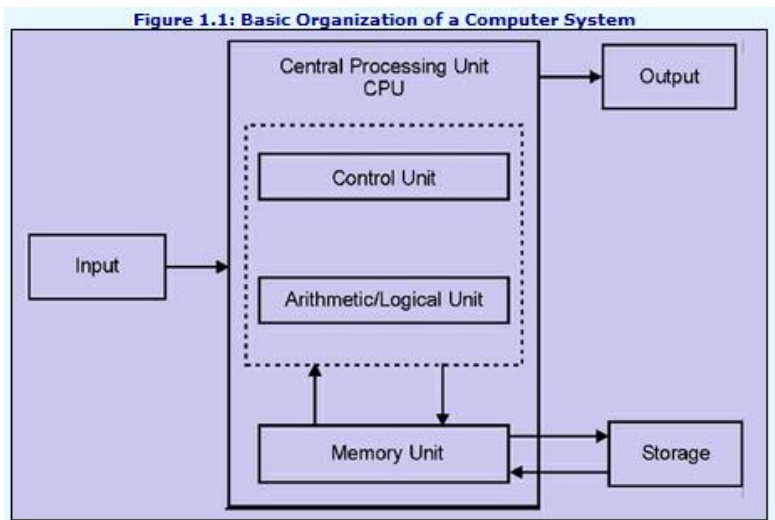 Figure 1.1: Basic Organization of a Computer System
Central Processing Unit
CPU
Output
Control Unit
Input
Arithmetic/Logical Unit
Memory Unit
Storage